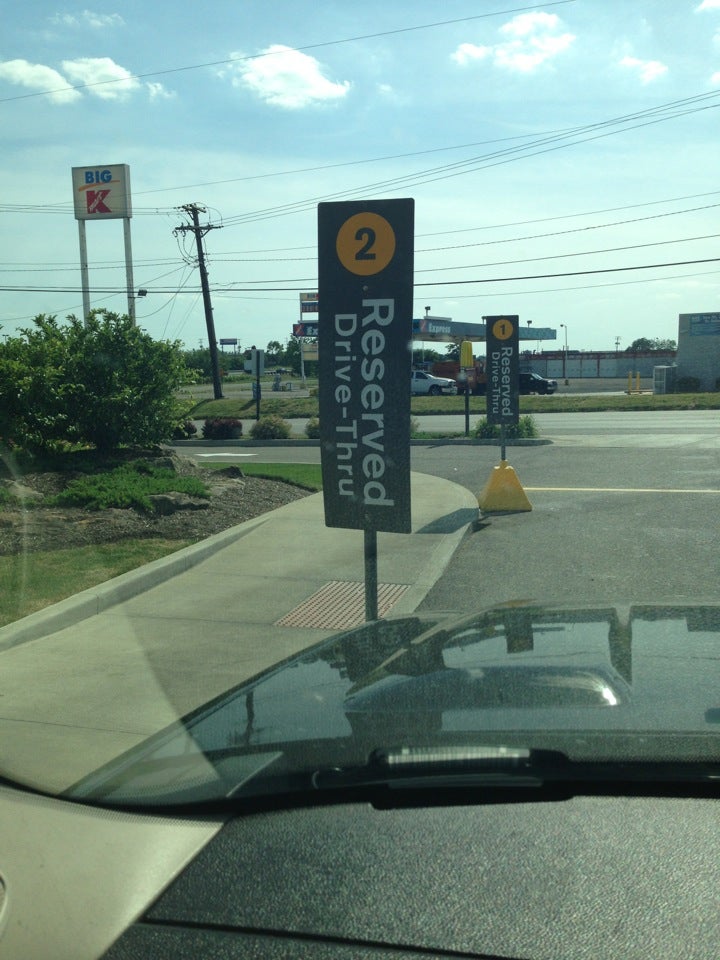 BIG
K
2
Reserved
Drive-Thru
1
Reserved
Drive-Thru
Express